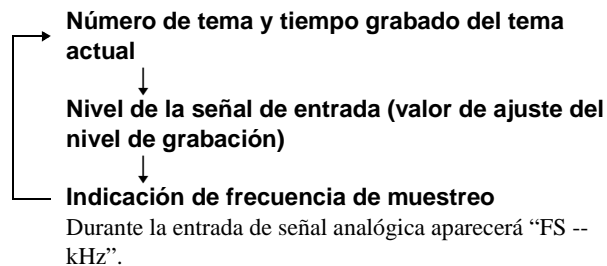 Número de tema y tiempo grabado del tema
actual
Nivel de la señal de entrada (valor de ajuste del
nivel de grabación)
Indicación de frecuencia de muestreo
Durante la entrada de señal analógica aparecerá “FS --
kHz”.